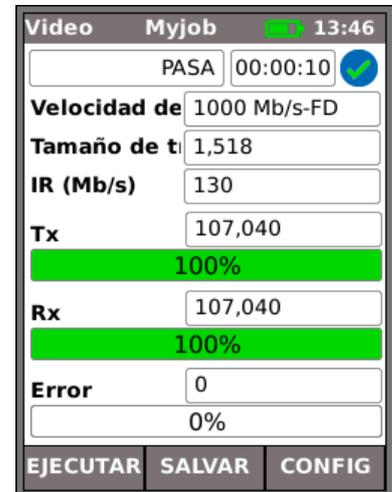 Video Myjob 13:46
PASA 00:00:10
Velocidad de 1000 Mb/s-FD
Tamaño de 1,518
IR (Mb/s) 130
Tx 107,040
100%
Rx 107,040
100%
Error 0
0%
EJECUTAR SALVAR CONFIG